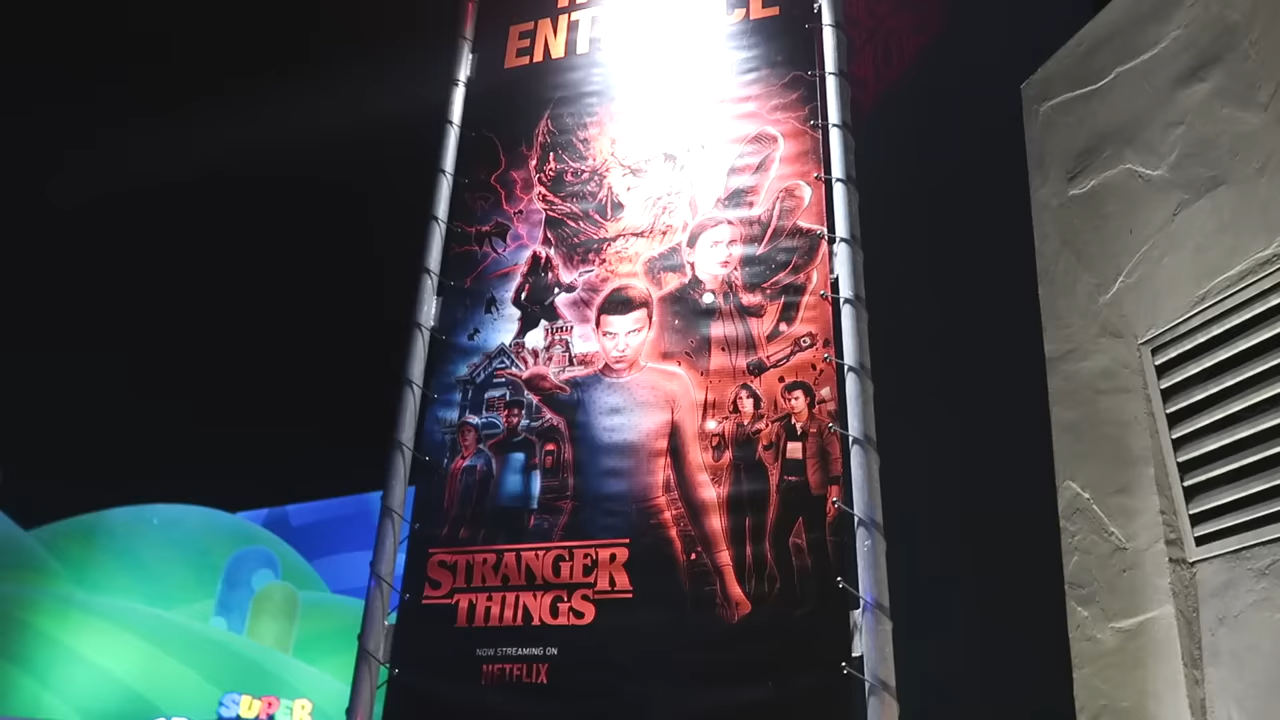 STRANGER
THINGS
NOW STREAMING ON
NETFLIX
SUPER